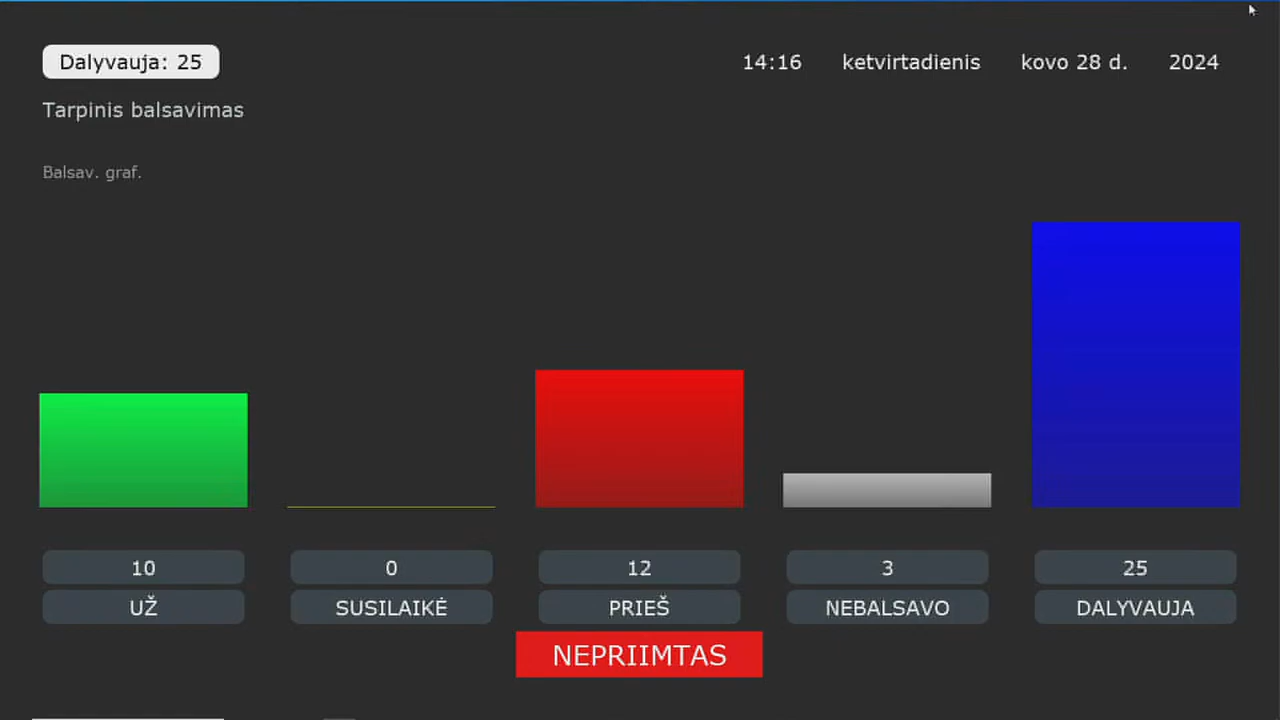 Dalyvauja: 25
14:16 ketvirtadienis kovo 28 d. 2024
Tarpinis balsavimas
Balsav. graf.
10 0 12 3 25
UŽ SUSILAIKĖ PRIEŠ NEBALSAVO DALYVAUJA
NEPRIIMTAS